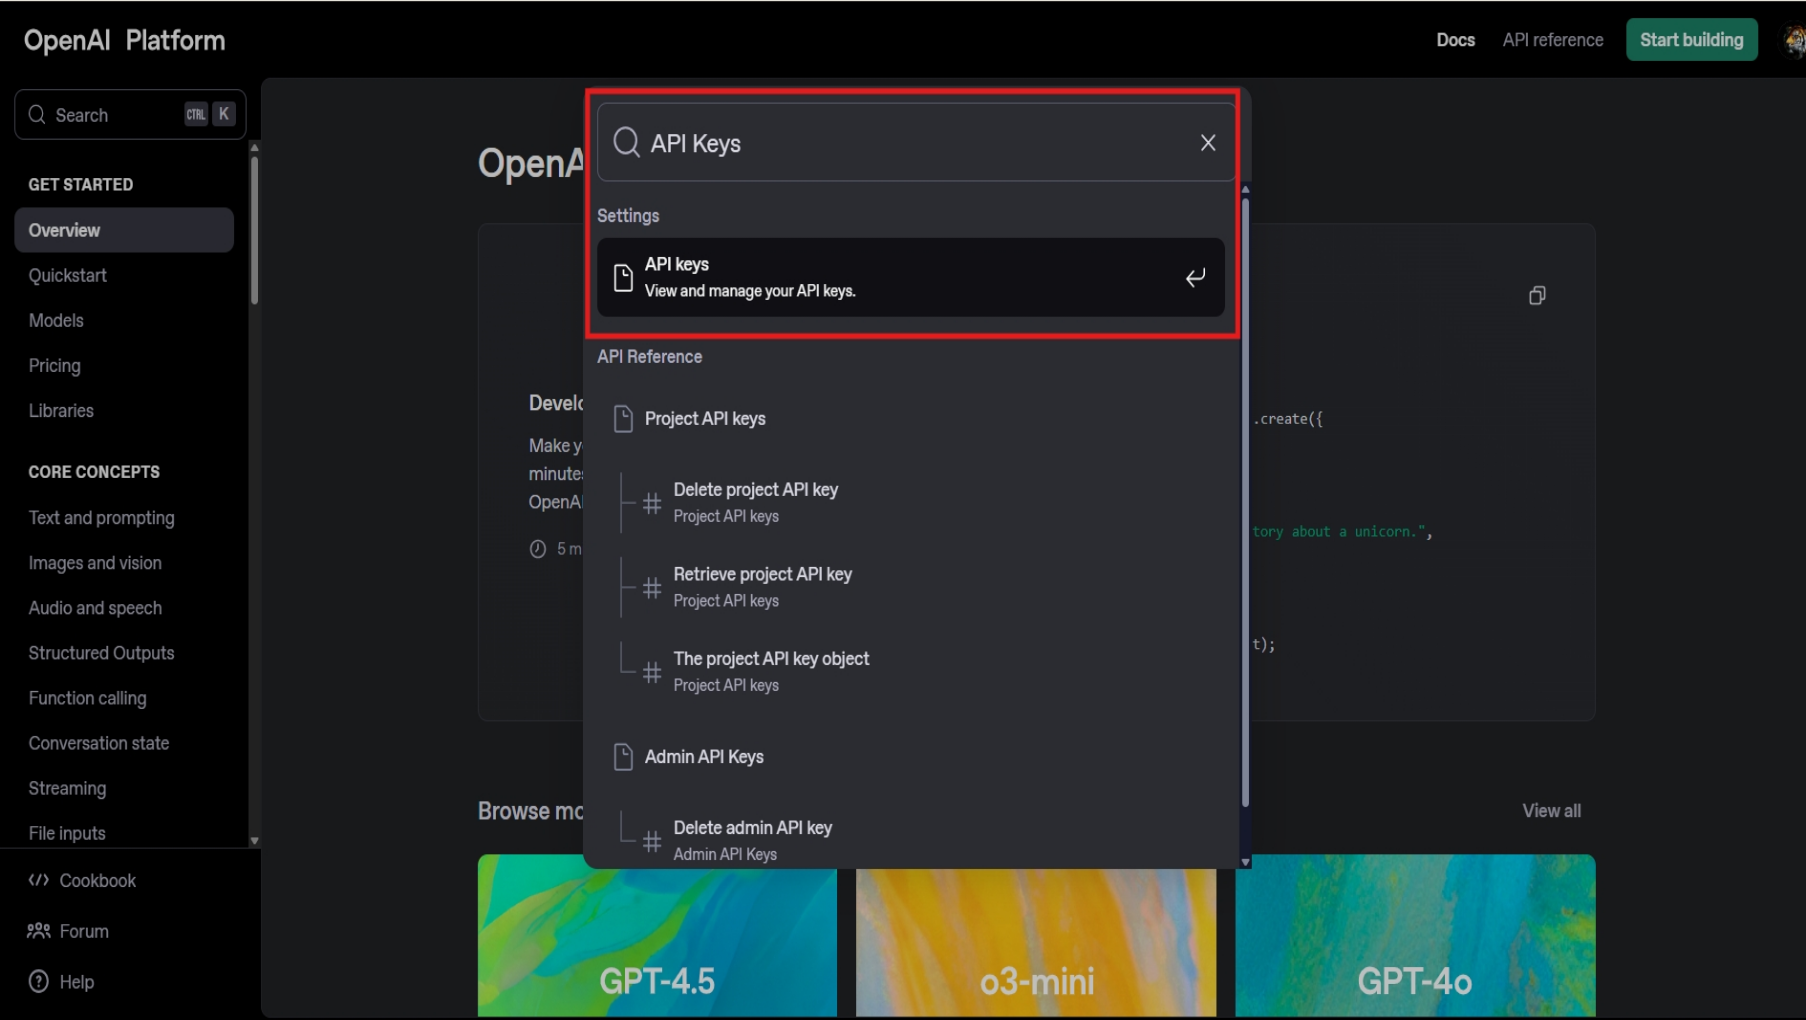 OpenAI Platform
Docs
API reference
Start building
Search
CTRL K
GET STARTED
Overview
Quickstart
Models
Pricing
Libraries
CORE CONCEPTS
Text and prompting
Images and vision
Audio and speech
Structured Outputs
Function calling
Conversation state
Streaming
File inputs
Cookbook
Forum
Help
OpenA
API Keys
Settings
API keys
View and manage your API keys.
API Reference
Project API keys
Delete project API key
Project API keys
Retrieve project API key
Project API keys
The project API key object
Project API keys
Admin API Keys
Delete admin API key
Admin API Keys
Develo
Make y
minutes
OpenAI
5 m
.create({
tory about a unicorn.",
t);
Browse mo
View all
GPT-4.5
o3-mini
GPT-4o